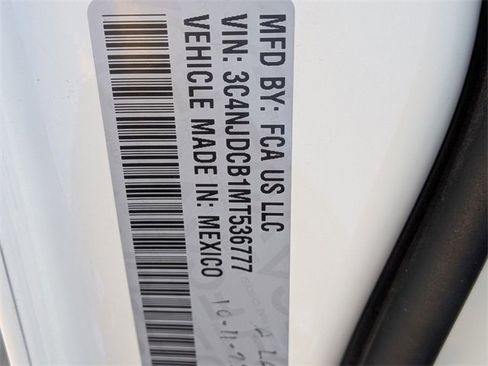 MFD BY: FCA US LLC
VIN: 3C4NJDCB1MT536777
VEHICLE MADE IN: MEXICO